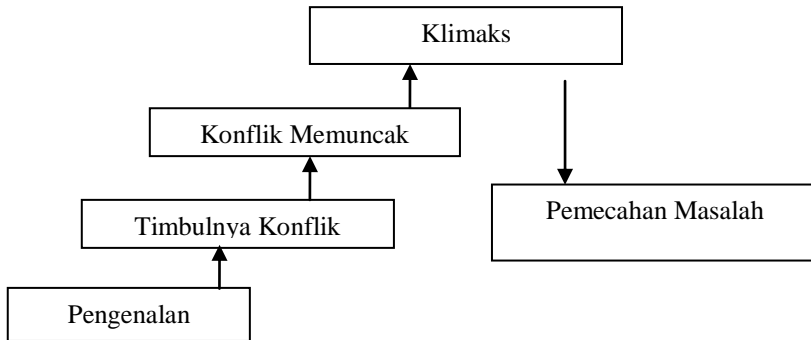 Klimaks
Konflik Memuncak
Pemecahan Masalah
Timbulnya Konflik
Pengenalan